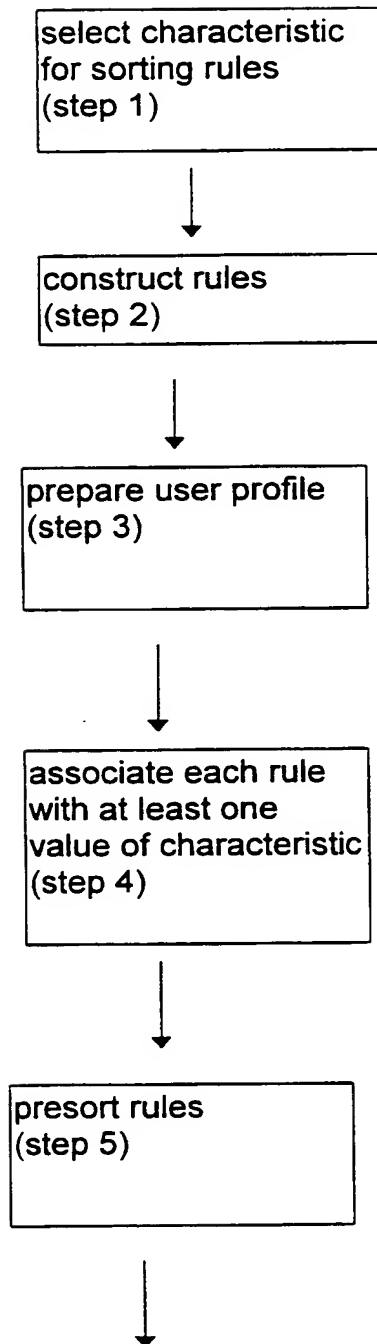 select characteristic
for sorting rules
(step 1)
construct rules
(step 2)
prepare user profile
(step 3)
associate each rule
with at least one
value of characteristic
(step 4)
presort rules
(step 5)